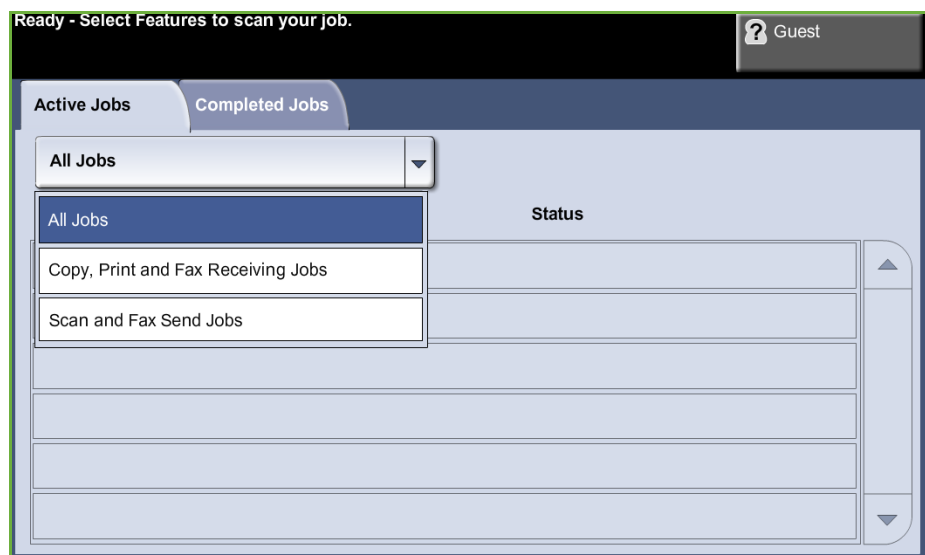 Ready - Select Features to scan your job.
? Guest
Active Jobs
Completed Jobs
All Jobs
All Jobs
Status
Copy, Print and Fax Receiving Jobs
Scan and Fax Send Jobs